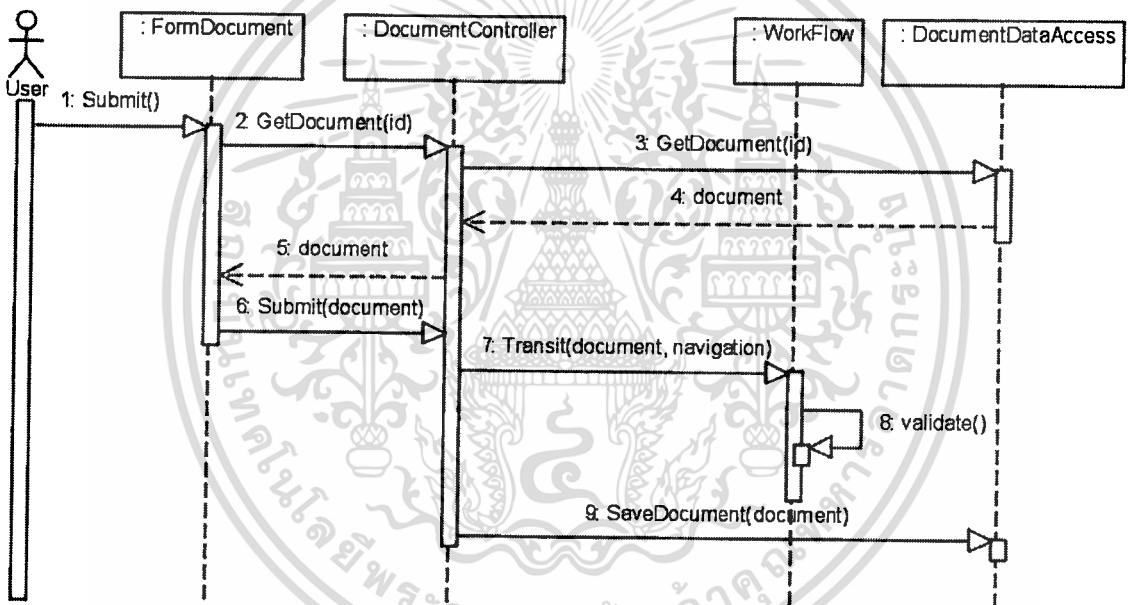 : FormDocument
: DocumentController
: WorkFlow
: DocumentDataAccess
User
1: Submit()
2: GetDocument(id)
3: GetDocument(id)
4: document
5: document
6: Submit(document)
7: Transit(document, navigation)
8: validate()
9: SaveDocument(document)